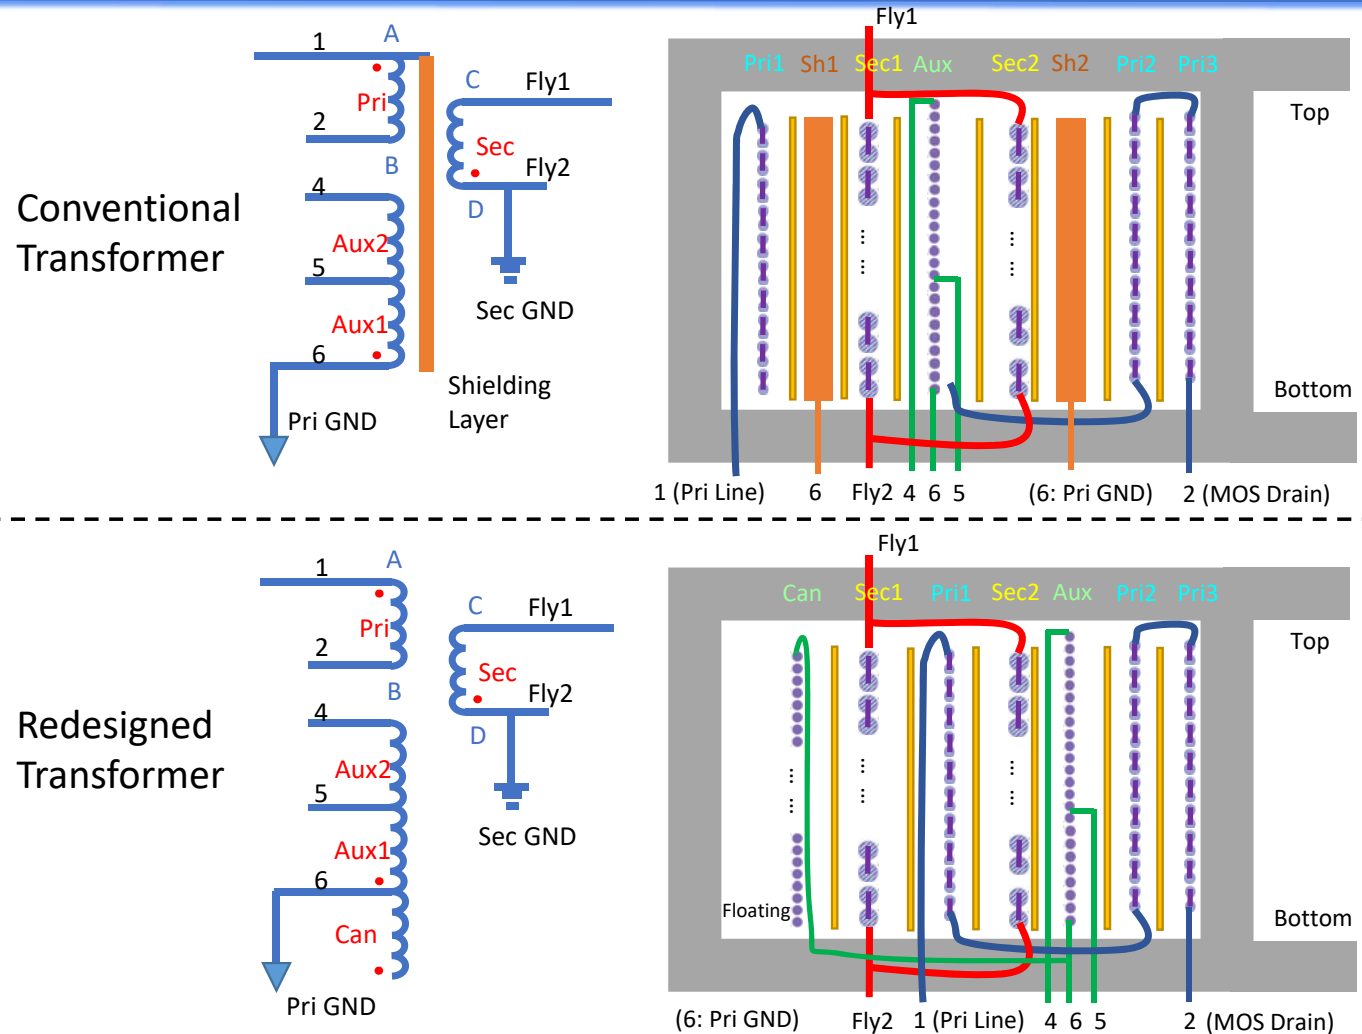 1
A
Pri
2
B
4
Aux2
5
Aux1
6
Pri GND
C
Fly1
Sec
Fly2
D
Sec GND
Shielding
Layer
Conventional
Transformer
Fly1
Pri1 Sh1 Sec1 Aux Sec2 Sh2 Pri2 Pri3
Top
...
...
...
...
Bottom
1 (Pri Line) 6 Fly2 4 6 5 (6: Pri GND) 2 (MOS Drain)
1
A
Pri
2
B
4
Aux2
5
Aux1
6
Can
Pri GND
C
Fly1
Sec
Fly2
D
Sec GND
Redesigned
Transformer
Fly1
Can Sec1 Pri1 Sec2 Aux Pri2 Pri3
Top
...
...
...
...
...
...
Floating
Bottom
(6: Pri GND) Fly2 1 (Pri Line) 4 6 5 2 (MOS Drain)